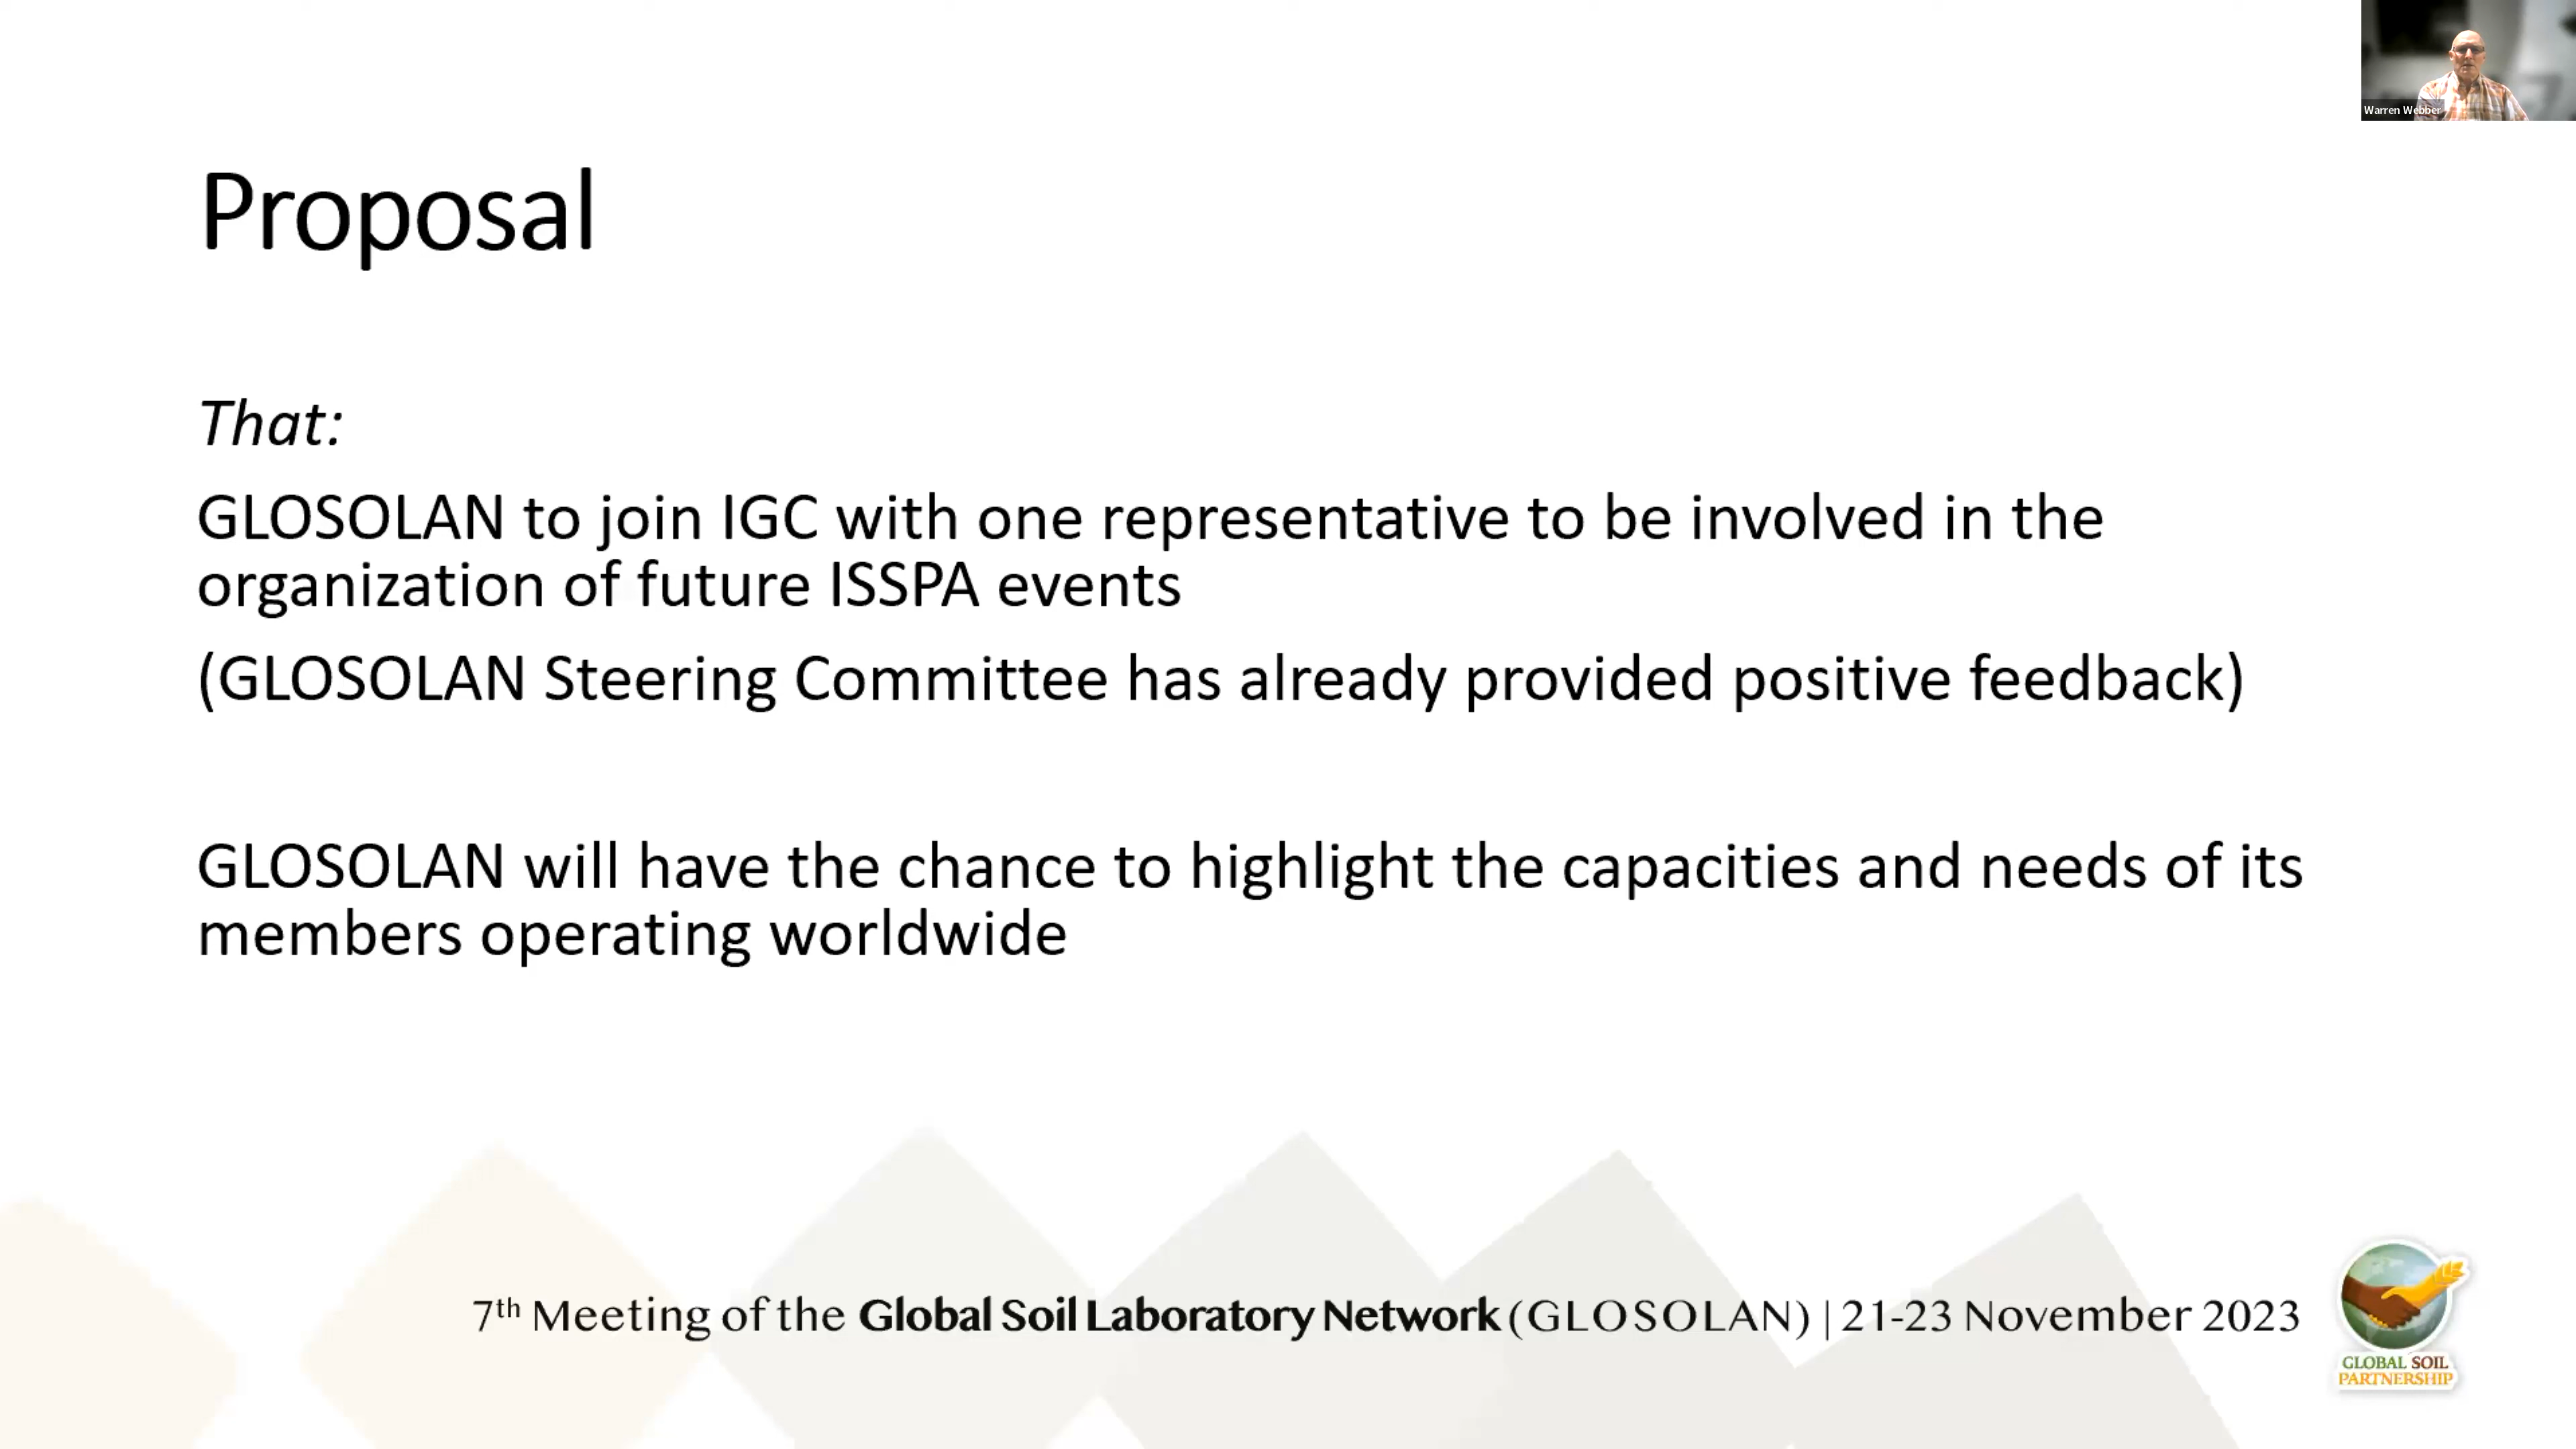 Warren Webber
Proposal
That:
GLOSOLAN to join IGC with one representative to be involved in the
organization of future ISSPA events
(GLOSOLAN Steering Committee has already provided positive feedback)
GLOSOLAN will have the chance to highlight the capacities and needs of its
members operating worldwide
7th Meeting of the Global Soil Laboratory Network (GLOSOLAN) | 21-23 November 2023
GLOBAL SOIL
PARTNERSHIP